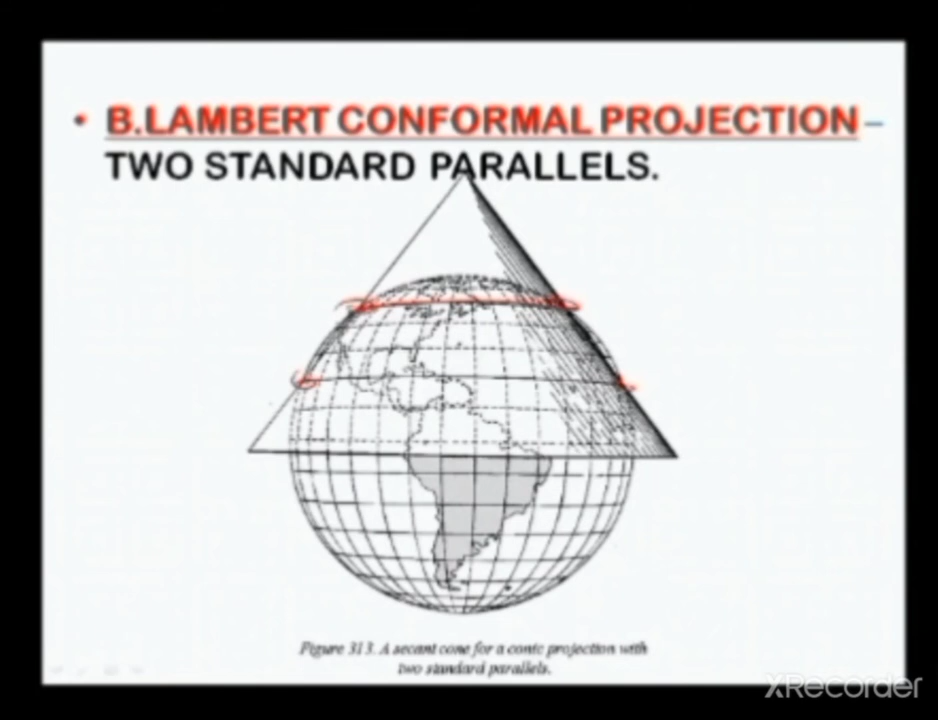 • B.LAMBERT CONFORMAL PROJECTION –
TWO STANDARD PARALLELS.
Figure 313. A secant cone for a conic projection with
two standard parallels.
XRecorder